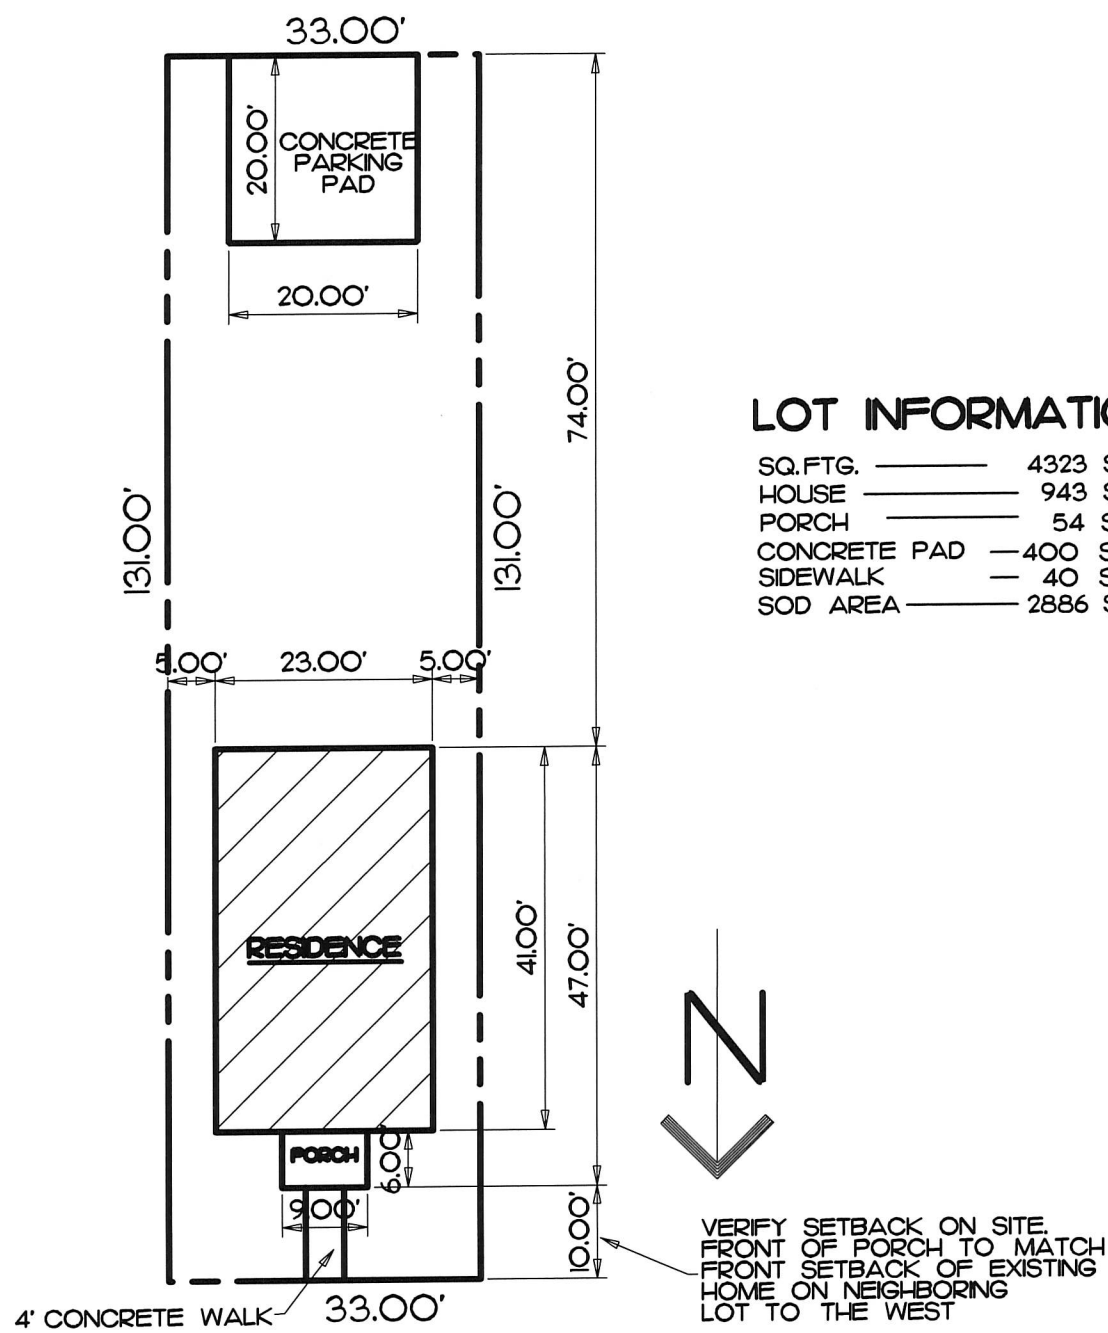 33.00'
20.00'
CONCRETE
PARKING
PAD
20.00'
74.00'
131.00'
131.00'
LOT INFORMATIO
SQ.FTG. 4323 S
HOUSE 943 S
PORCH 54 S
CONCRETE PAD 400 S
SIDEWALK 40 S
SOD AREA 2886 S
5.00' 23.00' 5.00'
RESIDENCE
41.00'
47.00'
N
PORCH
6.00'
9.00'
10.00'
VERIFY SETBACK ON SITE.
FRONT OF PORCH TO MATCH
FRONT SETBACK OF EXISTING
HOME ON NEIGHBORING
LOT TO THE WEST
4' CONCRETE WALK
33.00'